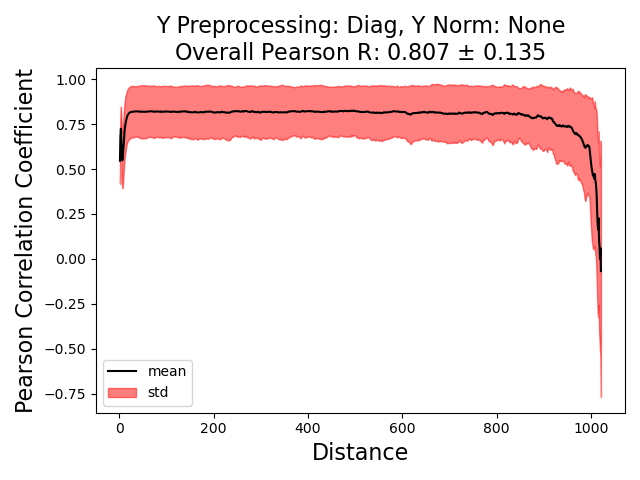 Y Preprocessing: Diag, Y Norm: None
Overall Pearson R: 0.807 ± 0.135
Pearson Correlation Coefficient
1.00
0.75
0.50
0.25
0.00
−0.25
−0.50
−0.75
mean
std
0 200 400 600 800 1000
Distance